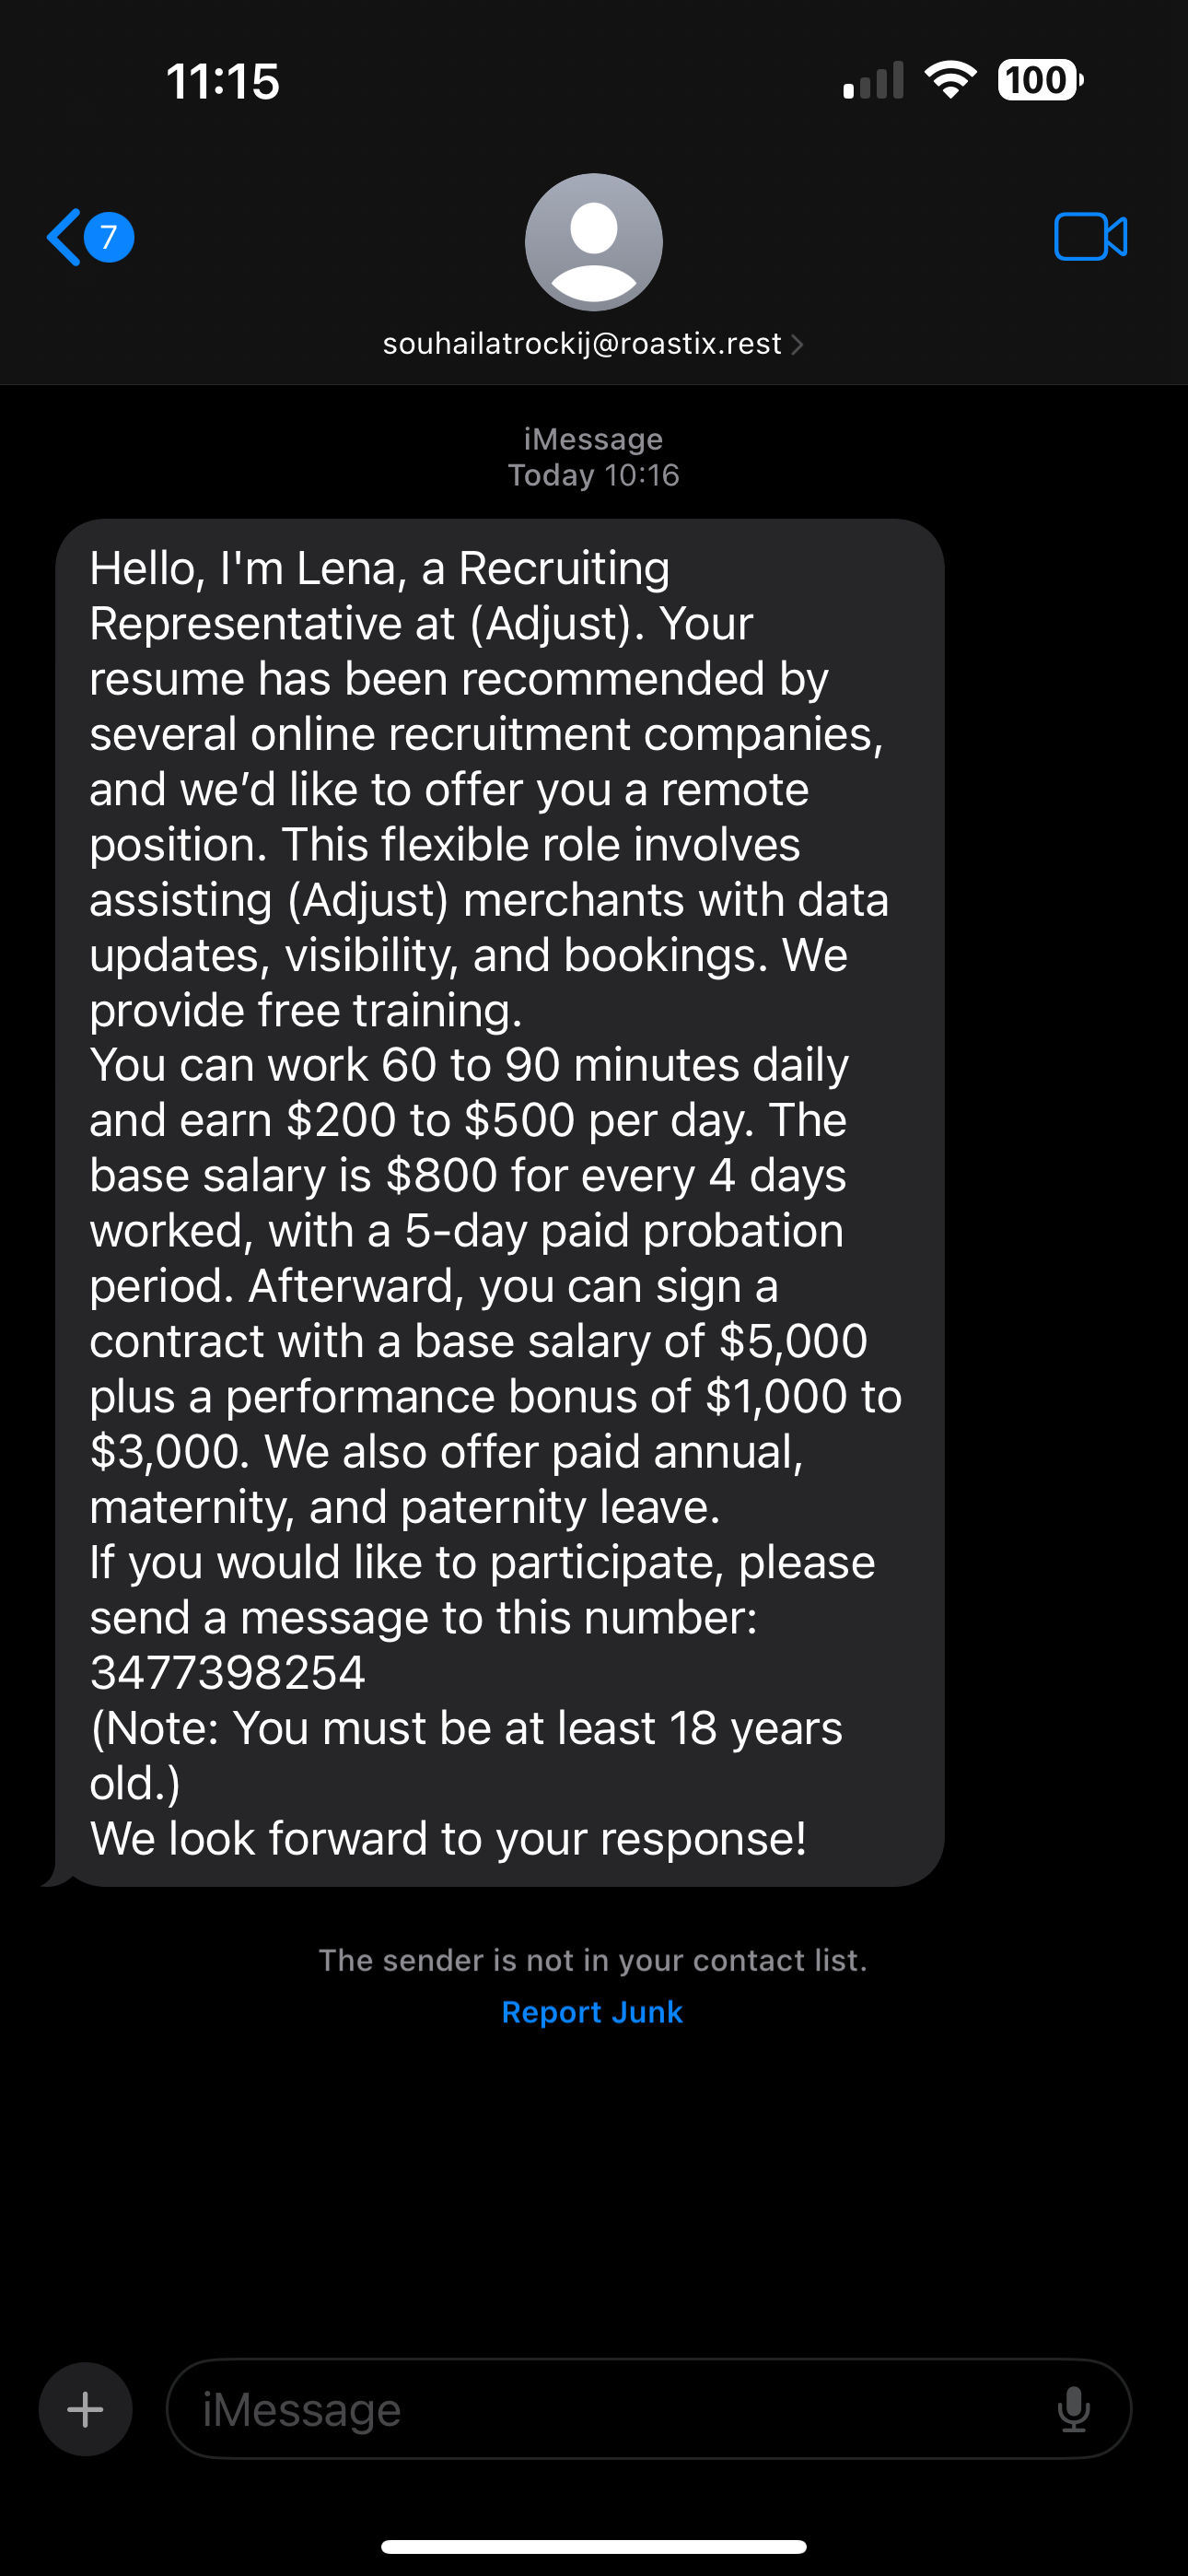 11:15
100
7
souhailatrockij@roastix.rest
iMessage
Today 10:16
Hello, I'm Lena, a Recruiting
Representative at (Adjust). Your
resume has been recommended by
several online recruitment companies,
and we’d like to offer you a remote
position. This flexible role involves
assisting (Adjust) merchants with data
updates, visibility, and bookings. We
provide free training.
You can work 60 to 90 minutes daily
and earn $200 to $500 per day. The
base salary is $800 for every 4 days
worked, with a 5-day paid probation
period. Afterward, you can sign a
contract with a base salary of $5,000
plus a performance bonus of $1,000 to
$3,000. We also offer paid annual,
maternity, and paternity leave.
If you would like to participate, please
send a message to this number:
3477398254
(Note: You must be at least 18 years
old.)
We look forward to your response!
The sender is not in your contact list.
Report Junk
iMessage